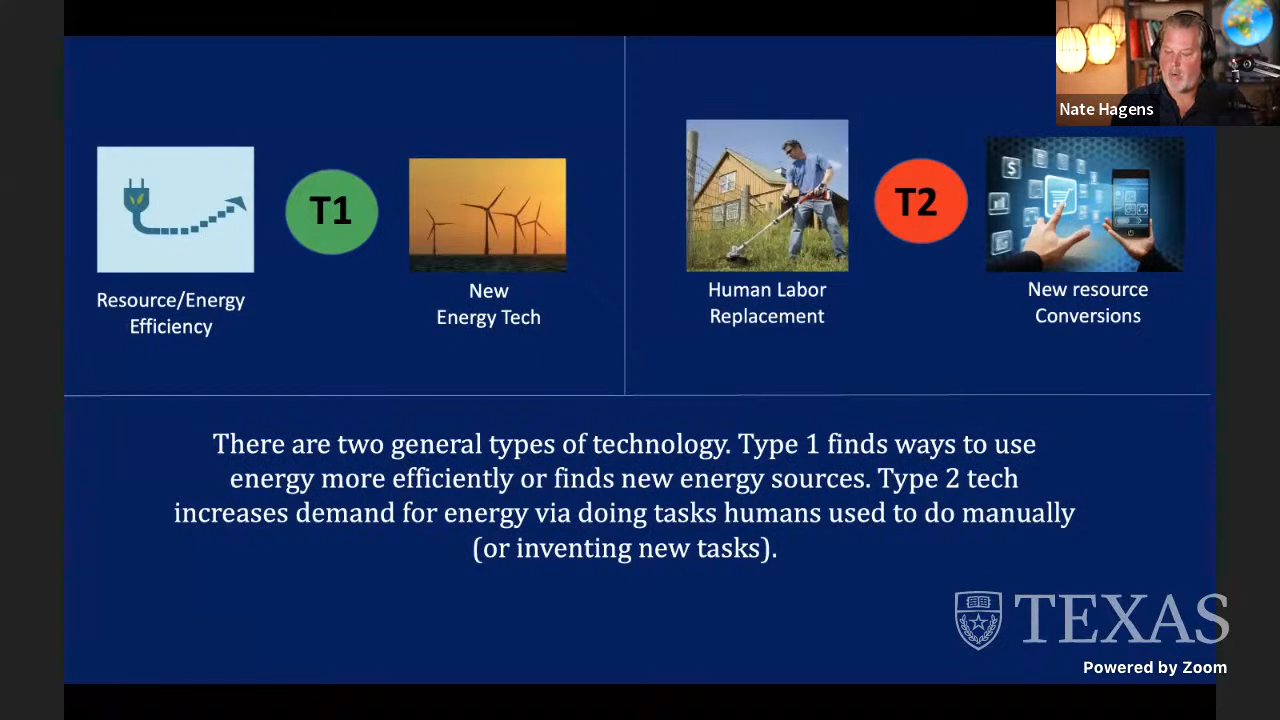 Nate Hagens
T1
T2
$
Resource/Energy
Efficiency
New
Energy Tech
Human Labor
Replacement
New resource
Conversions
There are two general types of technology. Type 1 finds ways to use
energy more efficiently or finds new energy sources. Type 2 tech
increases demand for energy via doing tasks humans used to do manually
(or inventing new tasks).
TEXAS
Powered by Zoom